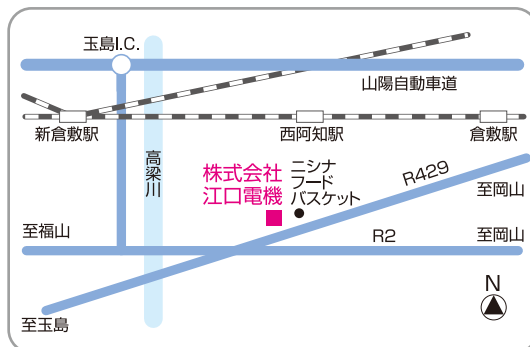 玉島I.C.
山陽自動車道
新倉敷駅
西阿知駅
倉敷駅
高梁川
株式会社
江口電機
ニシナ
フード
バスケット
R429
至岡山
至福山
R2
至岡山
N
至玉島